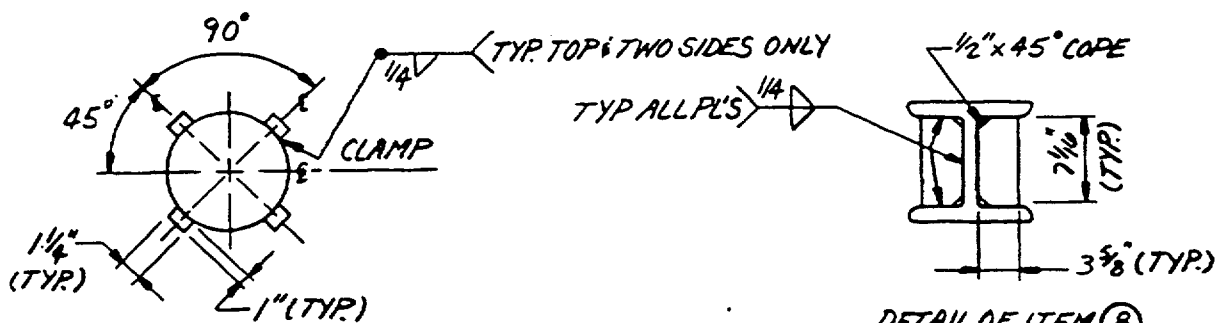 90°
45°
1/4
TYP. TOP & TWO SIDES ONLY
CLAMP
℄
℄
℄
1 1/4"
(TYP.)
1" (TYP.)
1/2" x 45° COPE
1/4
TYP ALL PL'S
7 1/16"
(TYP.)
3 5/8" (TYP.)
DETAIL OF ITEM 8